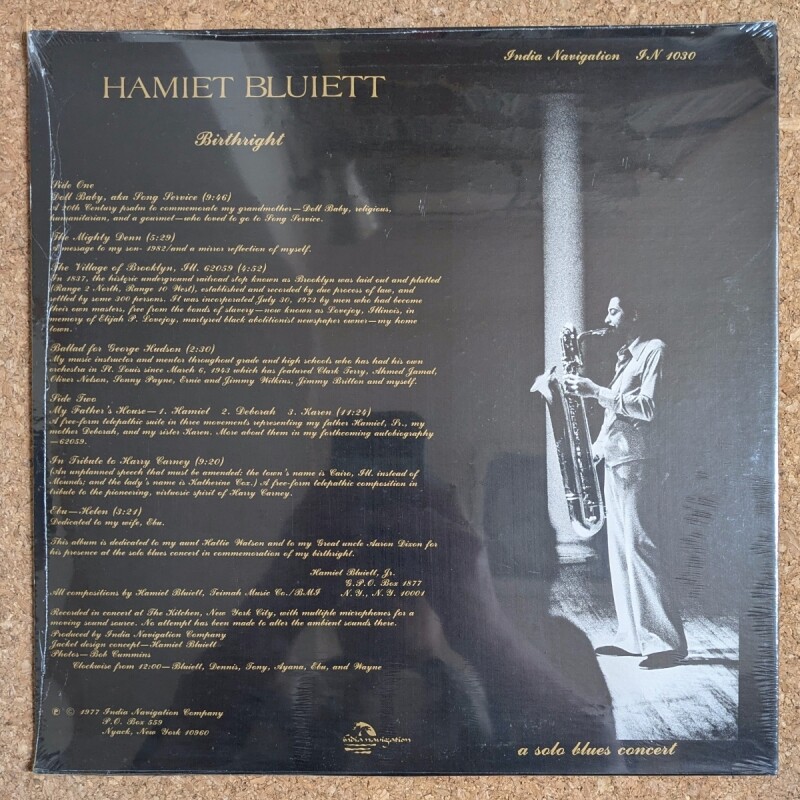 India Navigation IN 1030
HAMIET BLUIETT
Birthright
Side One
Doll Baby, aka Song Service (9:46)
A 20th Century psalm to commemorate my grandmother—Doll Baby, religious,
humanitarian, and a gourmet—who loved to go to Song Service.
The Mighty Denn (5:29)
A message to my son- 1982/and a mirror reflection of myself.
The Village of Brooklyn, Ill. 62059 (4:52)
In 1837, the historic underground railroad stop known as Brooklyn was laid out and platted
(Range 2 North, Range 10 West), established and recorded by due process of law, and
settled by some 300 persons. It was incorporated July 30, 1973 by men who had become
their own masters, free from the bonds of slavery—now known as Lovejoy, Illinois, in
memory of Elijah P. Lovejoy, martyred black abolitionist newspaper owner—my home
town.
Ballad for George Hudson (2:30)
My music instructor and mentor throughout grade and high schools who has had his own
orchestra in St. Louis since March 6, 1943 which has featured Clark Terry, Ahmed Jamal,
Oliver Nelson, Sonny Payne, Ernie and Jimmy Wilkins, Jimmy Britton and myself.
Side Two
My Father's House—1. Hamiet 2. Deborah 3. Karen (11:24)
A free-form telepathic suite in three movements representing my father Hamiet, Sr., my
mother Deborah, and my sister Karen. More about them in my forthcoming autobiography
—62059.
In Tribute to Harry Carney (9:20)
(An unplanned speech that must be amended: the town's name is Cairo, Ill. instead of
Mounds; and the lady's name is Katherine Cox.) A free-form telepathic composition in
tribute to the pioneering, virtuosic spirit of Harry Carney.
Ebu—Helen (3:21)
Dedicated to my wife, Ebu.
This album is dedicated to my aunt Hattie Watson and to my Great uncle Aaron Dixon for
his presence at the solo blues concert in commemoration of my birthright.
Hamiet Bluiett, Jr.
G.P.O. Box 1877
All compositions by Hamiet Bluiett, Teimah Music Co./BMI N.Y., N.Y. 10001
Recorded in concert at The Kitchen, New York City, with multiple microphones for a
moving sound source. No attempt has been made to alter the ambient sounds there.
Produced by India Navigation Company
Jacket design concept—Hamiet Bluiett
Photos—Bob Cummins
Clockwise from 12:00—Bluiett, Dennis, Tony, Ayana, Ebu, and Wayne
℗ © 1977 India Navigation Company
P.O. Box 559
Nyack, New York 10960
india navigation
a solo blues concert